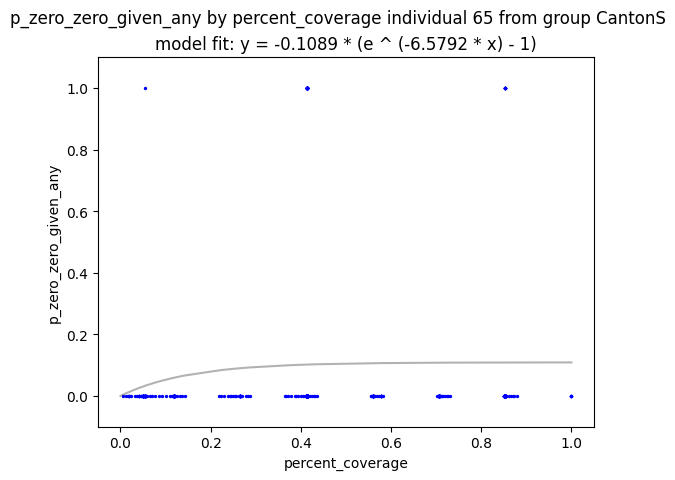 p_zero_zero_given_any by percent_coverage individual 65 from group CantonS
model fit: y = -0.1089 * (e ^ (-6.5792 * x) - 1)
1.0
0.8
0.6
0.4
0.2
0.0
p_zero_zero_given_any
0.0 0.2 0.4 0.6 0.8 1.0
percent_coverage